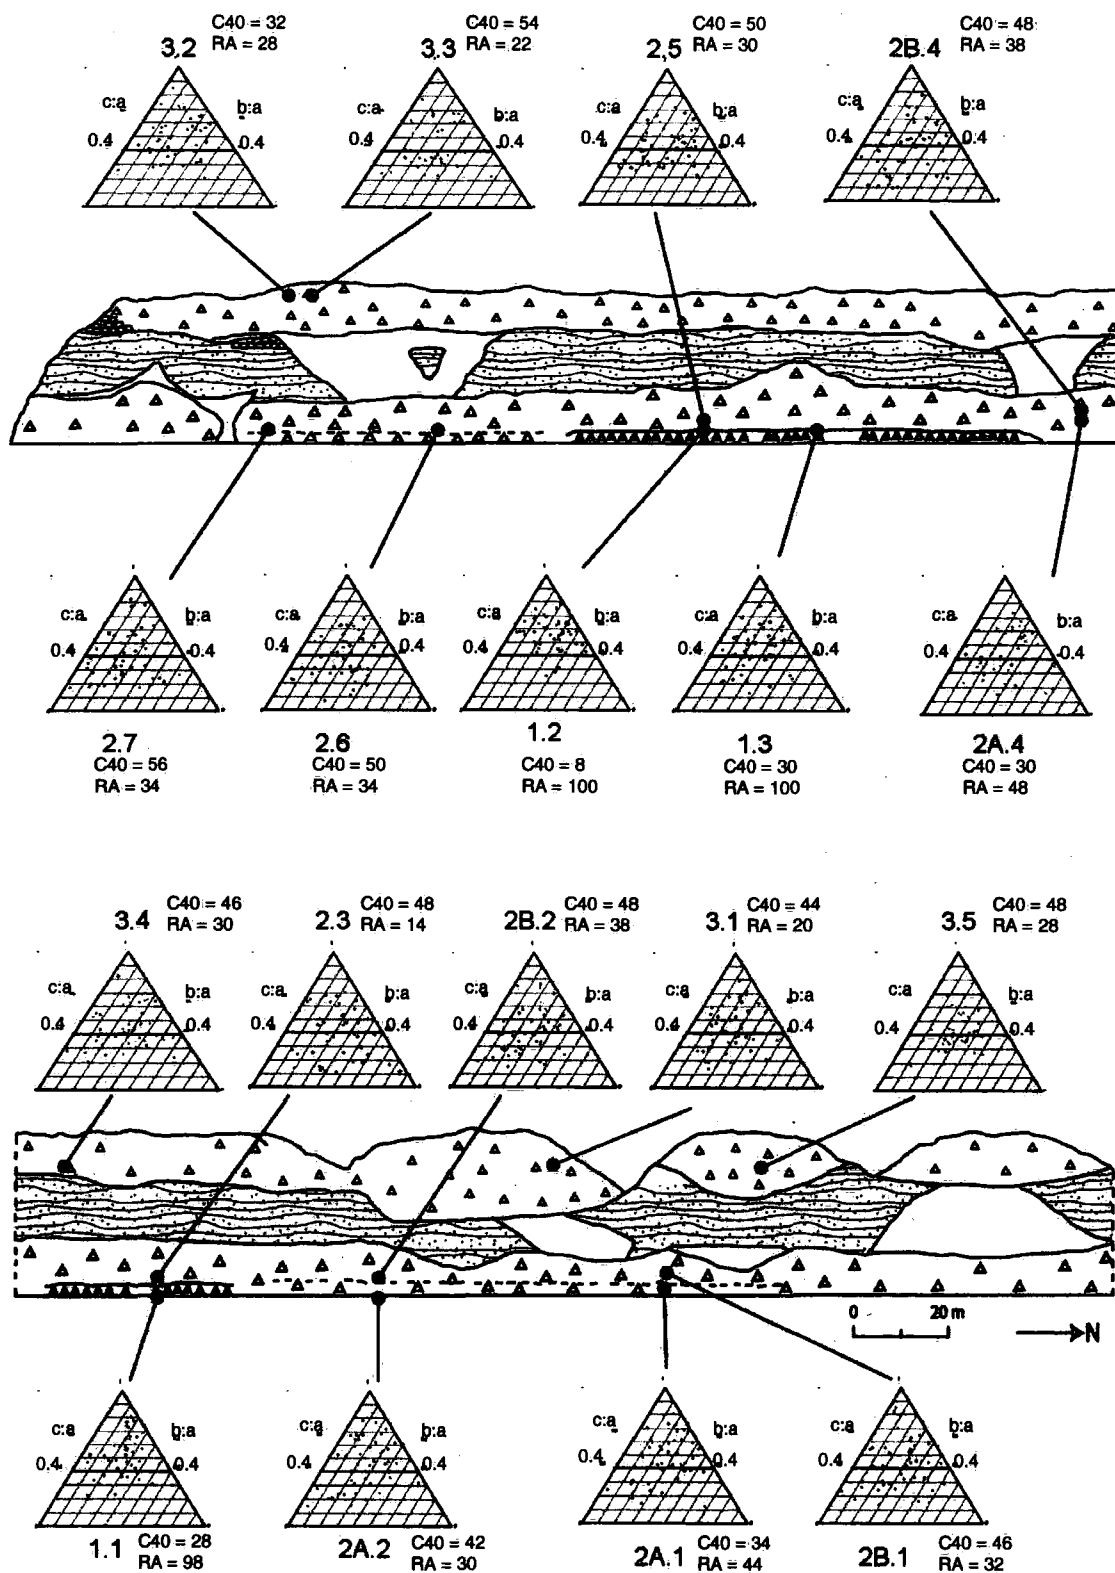 3.2
C40 = 32
RA = 28
3.3
C40 = 54
RA = 22
2.5
C40 = 50
RA = 30
2B.4
C40 = 48
RA = 38
c:a
b:a
0.4
0.4
b:a
0.4
0.4
c:a
b:a
0.4
0.4
c:a
b:a
0.4
0.4
c:a
b:a
0.4
0.4
c:a
b:a
0.4
0.4
c:a
b:a
0.4
0.4
c:a
b:a
0.4
0.4
b:a
0.4
0.4
2.7
C40 = 56
RA = 34
2.6
C40 = 50
RA = 34
1.2
C40 = 8
RA = 100
1.3
C40 = 30
RA = 100
2A.4
C40 = 30
RA = 48
3.4
C40 = 46
RA = 30
2.3
C40 = 48
RA = 14
2B.2
C40 = 48
RA = 38
3.1
C40 = 44
RA = 20
3.5
C40 = 48
RA = 28
c:a
b:a
0.4
0.4
c:a
b:a
0.4
0.4
c:a
b:a
0.4
0.4
c:a
b:a
0.4
0.4
c:a
b:a
0.4
0.4
0 20 m
N
c:a
b:a
0.4
0.4
c:a
b:a
0.4
0.4
c:a
b:a
0.4
0.4
c:a
b:a
0.4
0.4
1.1
C40 = 28
RA = 98
2A.2
C40 = 42
RA = 30
2A.1
C40 = 34
RA = 44
2B.1
C40 = 46
RA = 32